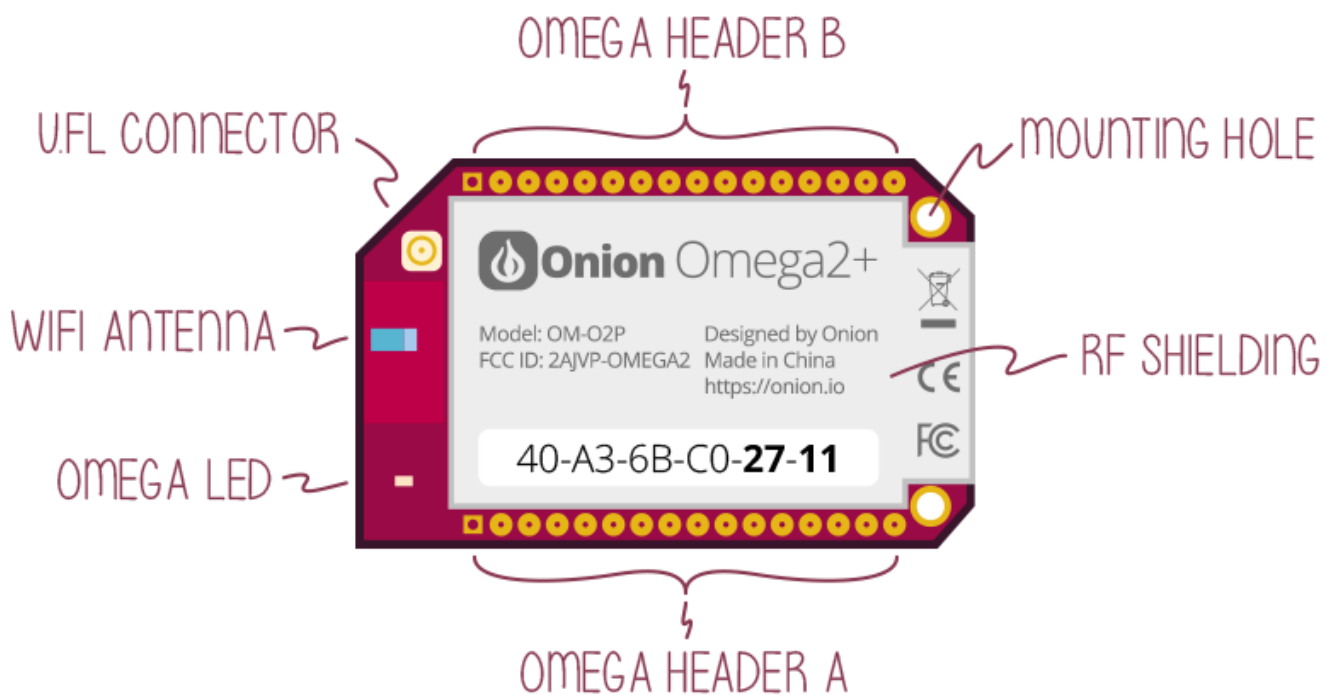 OMEGA HEADER B
U.FL CONNECTOR
MOUNTING HOLE
Onion Omega2+
WIFI ANTENNA
Model: OM-O2P
FCC ID: 2AJVP-OMEGA2
Designed by Onion
Made in China
https://onion.io
RF SHIELDING
CE
FC
40-A3-6B-C0-27-11
OMEGA LED
OMEGA HEADER A